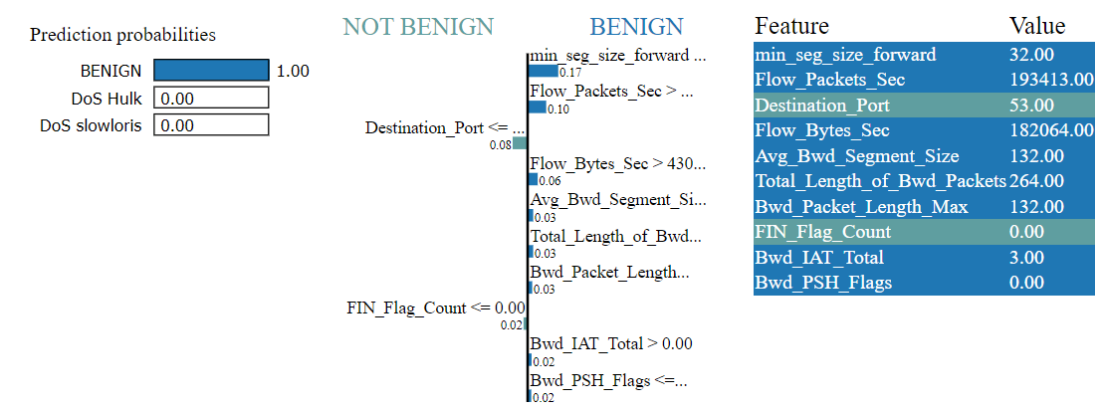 Prediction probabilities
BENIGN 1.00
DoS Hulk 0.00
DoS slowloris 0.00
NOT BENIGN BENIGN
min_seg_size_forward ...
0.17
Flow_Packets_Sec > ...
0.10
Destination_Port <= ...
0.08
Flow_Bytes_Sec > 430...
0.06
Avg_Bwd_Segment_Si...
0.03
Total_Length_of_Bwd...
0.03
Bwd_Packet_Length...
0.03
FIN_Flag_Count <= 0.00
0.02
Bwd_IAT_Total > 0.00
0.02
Bwd_PSH_Flags <=...
0.02
Feature Value
min_seg_size_forward 32.00
Flow_Packets_Sec 193413.00
Destination_Port 53.00
Flow_Bytes_Sec 182064.00
Avg_Bwd_Segment_Size 132.00
Total_Length_of_Bwd_Packets 264.00
Bwd_Packet_Length_Max 132.00
FIN_Flag_Count 0.00
Bwd_IAT_Total 3.00
Bwd_PSH_Flags 0.00